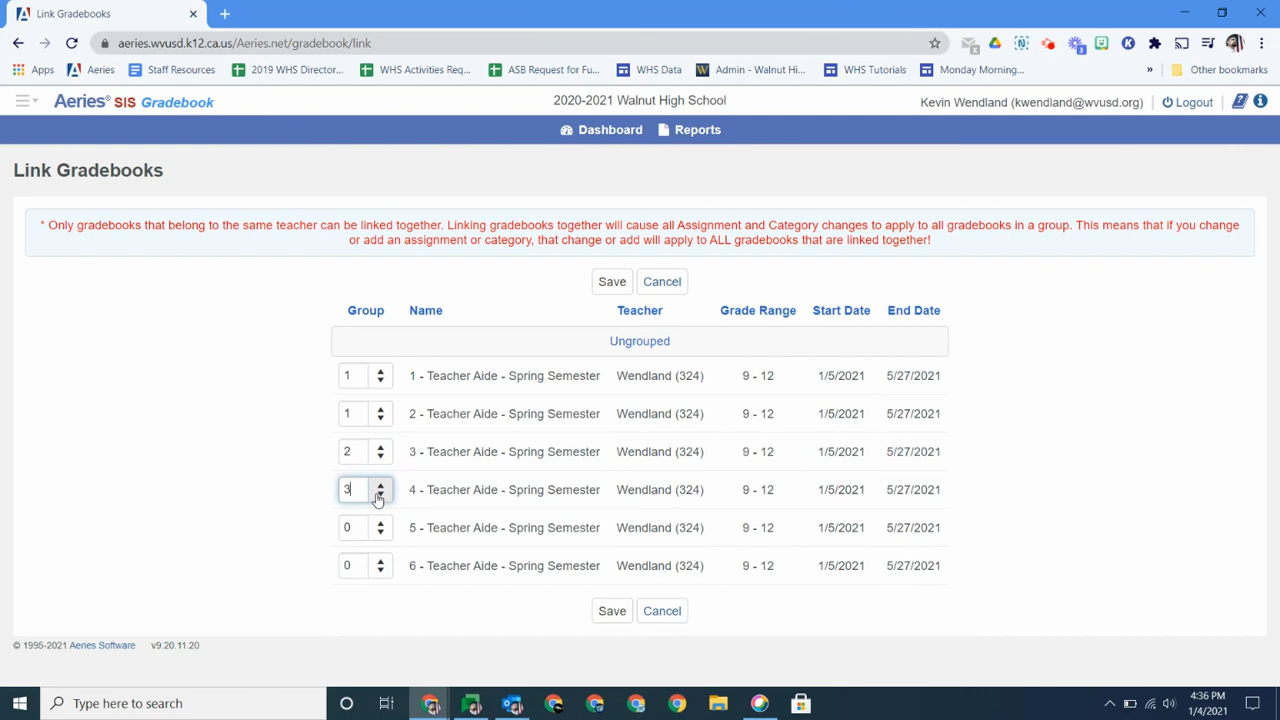 Link Gradebooks
aeries.wvusd.k12.ca.us/Aeries.net/gradebook/link
3
Apps Aeries Staff Resources 2019 WHS Director... WHS Activities Req... ASB Request for Fu... WHS Data Admin - Walnut Hi... WHS Tutorials Monday Morning... » Other bookmarks
Aeries® SIS Gradebook 2020-2021 Walnut High School Kevin Wendland (kwendland@wvusd.org) Logout
Dashboard Reports
Link Gradebooks
* Only gradebooks that belong to the same teacher can be linked together. Linking gradebooks together will cause all Assignment and Category changes to apply to all gradebooks in a group. This means that if you change
or add an assignment or category, that change or add will apply to ALL gradebooks that are linked together!
Save Cancel
Group Name Teacher Grade Range Start Date End Date
Ungrouped
1 1 - Teacher Aide - Spring Semester Wendland (324) 9 - 12 1/5/2021 5/27/2021
1 2 - Teacher Aide - Spring Semester Wendland (324) 9 - 12 1/5/2021 5/27/2021
2 3 - Teacher Aide - Spring Semester Wendland (324) 9 - 12 1/5/2021 5/27/2021
3 4 - Teacher Aide - Spring Semester Wendland (324) 9 - 12 1/5/2021 5/27/2021
0 5 - Teacher Aide - Spring Semester Wendland (324) 9 - 12 1/5/2021 5/27/2021
0 6 - Teacher Aide - Spring Semester Wendland (324) 9 - 12 1/5/2021 5/27/2021
Save Cancel
© 1995-2021 Aeries Software v9.20.11.20
Type here to search
4:36 PM
1/4/2021